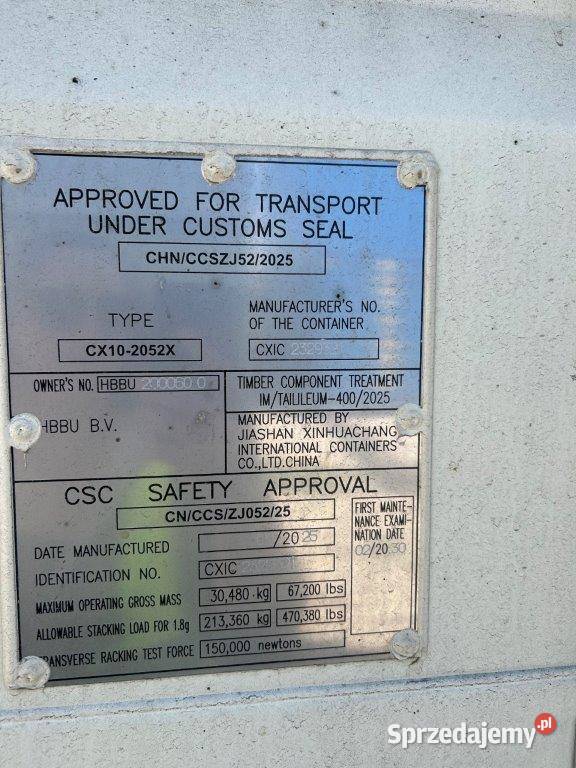 APPROVED FOR TRANSPORT
UNDER CUSTOMS SEAL
CHN/CCSZJ52/2025
TYPE
CX10-2052X
MANUFACTURER'S NO.
OF THE CONTAINER
CXIC
OWNER'S NO. HBBU
HBBU B.V.
TIMBER COMPONENT TREATMENT
IM/TAILILEUM-400/2025
MANUFACTURED BY
JIASHAN XINHUACHANG
INTERNATIONAL CONTAINERS
CO.,LTD.CHINA
CSC SAFETY APPROVAL
CN/CCS/ZJ052/25
DATE MANUFACTURED /2025
IDENTIFICATION NO. CXIC
MAXIMUM OPERATING GROSS MASS 30,480 kg 67,200 lbs
ALLOWABLE STACKING LOAD FOR 1.8g 213,360 kg 470,380 lbs
TRANSVERSE RACKING TEST FORCE 150,000 newtons
FIRST MAINTE-
NANCE EXAMI-
NATION DATE
02/2030
Sprzedajemy.pl